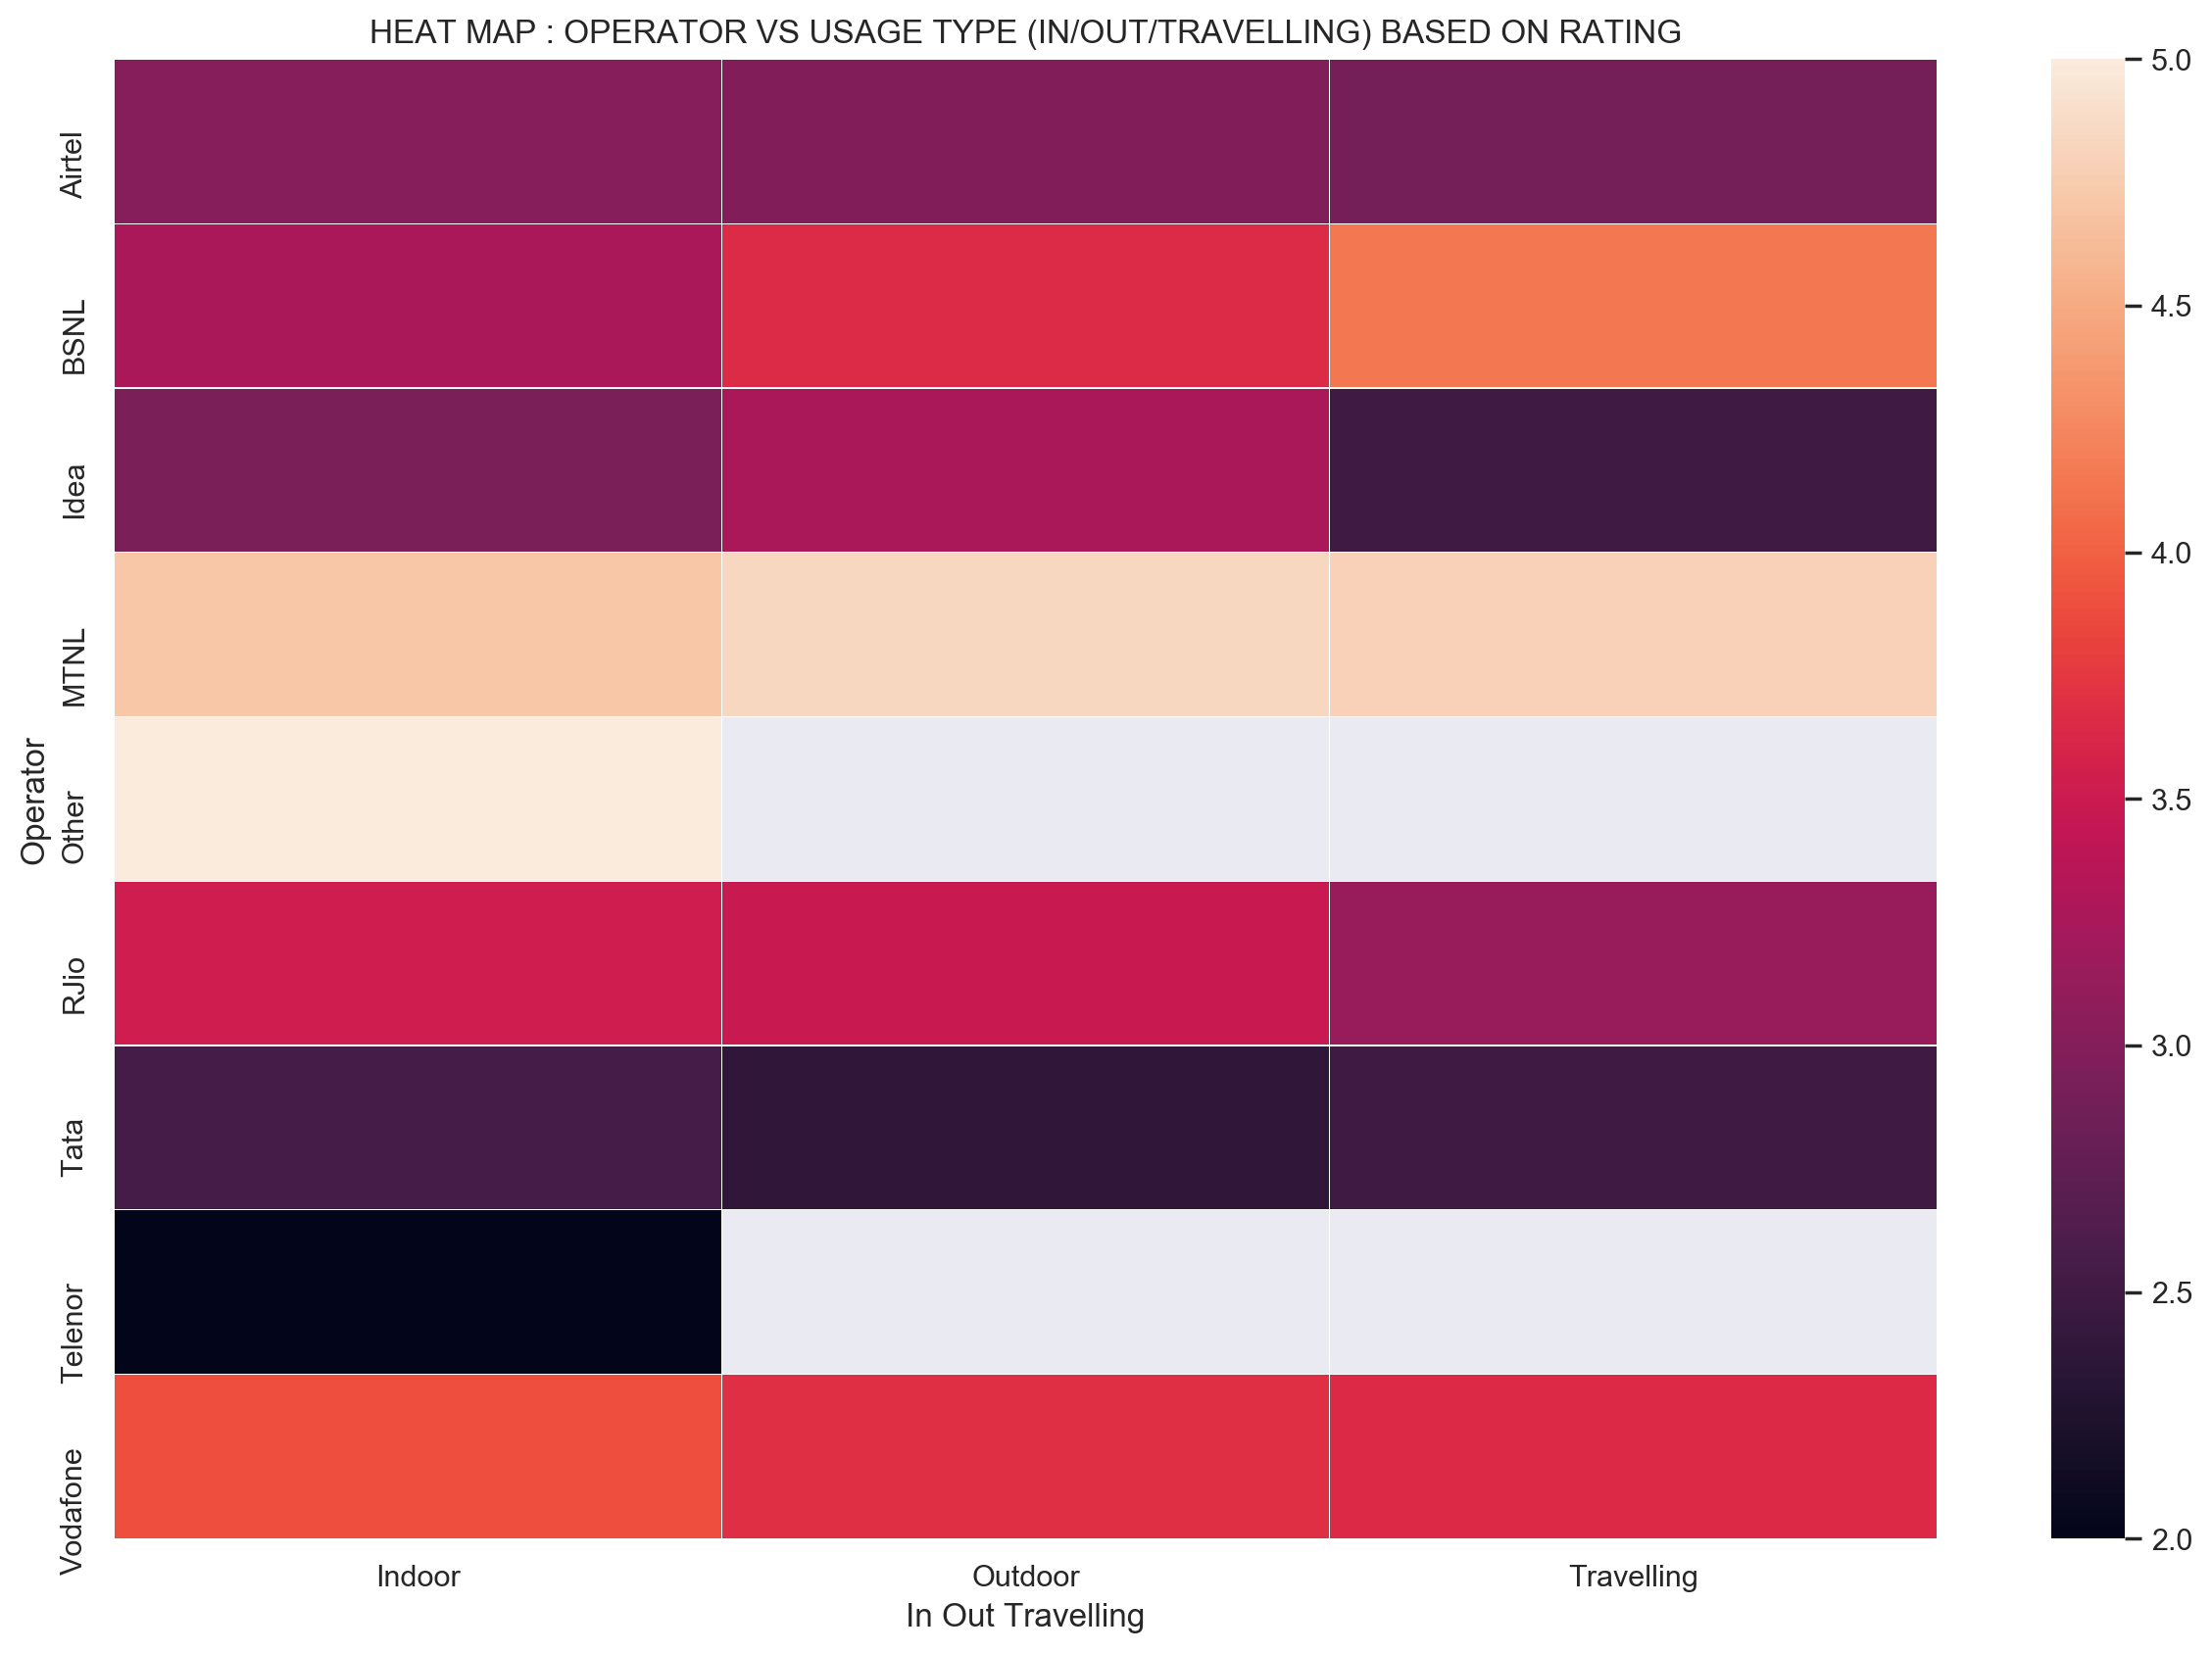 HEAT MAP : OPERATOR VS USAGE TYPE (IN/OUT/TRAVELLING) BASED ON RATING
Operator
Airtel
BSNL
Idea
MTNL
Other
RJio
Tata
Telenor
Vodafone
Indoor
Outdoor
Travelling
In Out Travelling
5.0
4.5
4.0
3.5
3.0
2.5
2.0